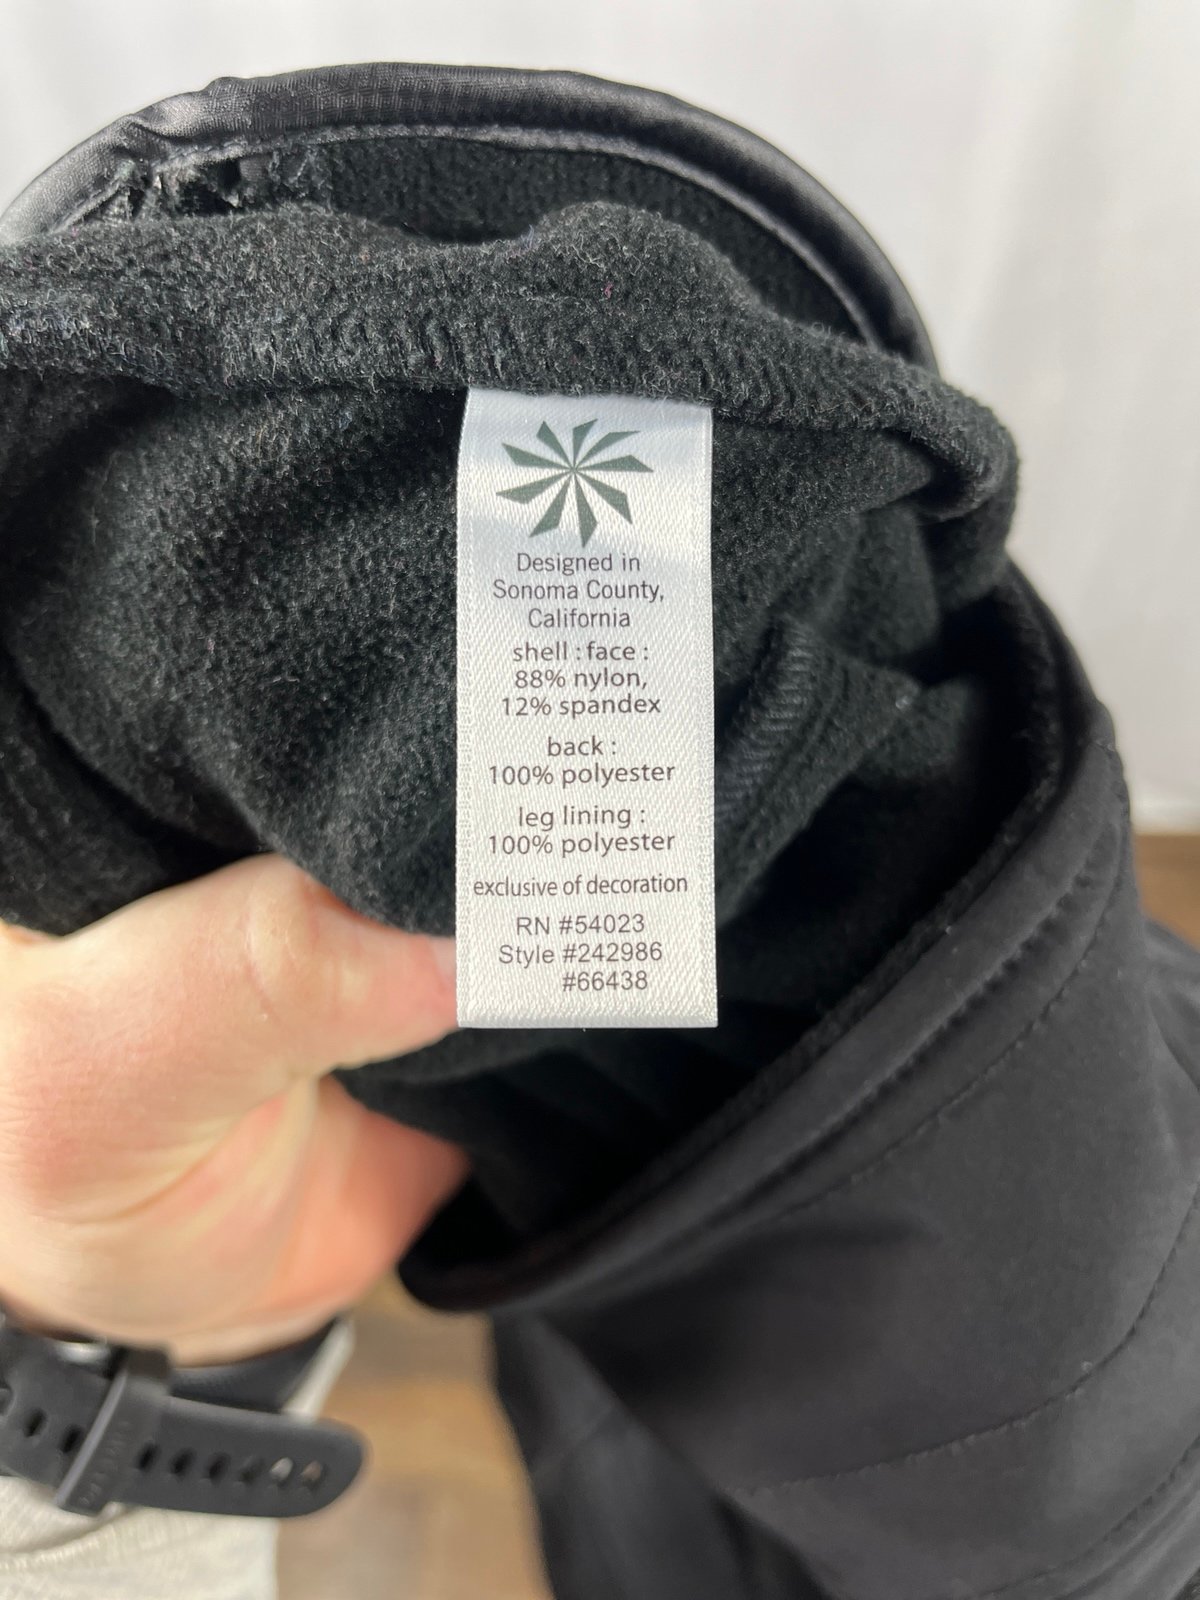 Designed in
Sonoma County,
California
shell : face :
88% nylon,
12% spandex
back :
100% polyester
leg lining :
100% polyester
exclusive of decoration
RN #54023
Style #242986
#66438